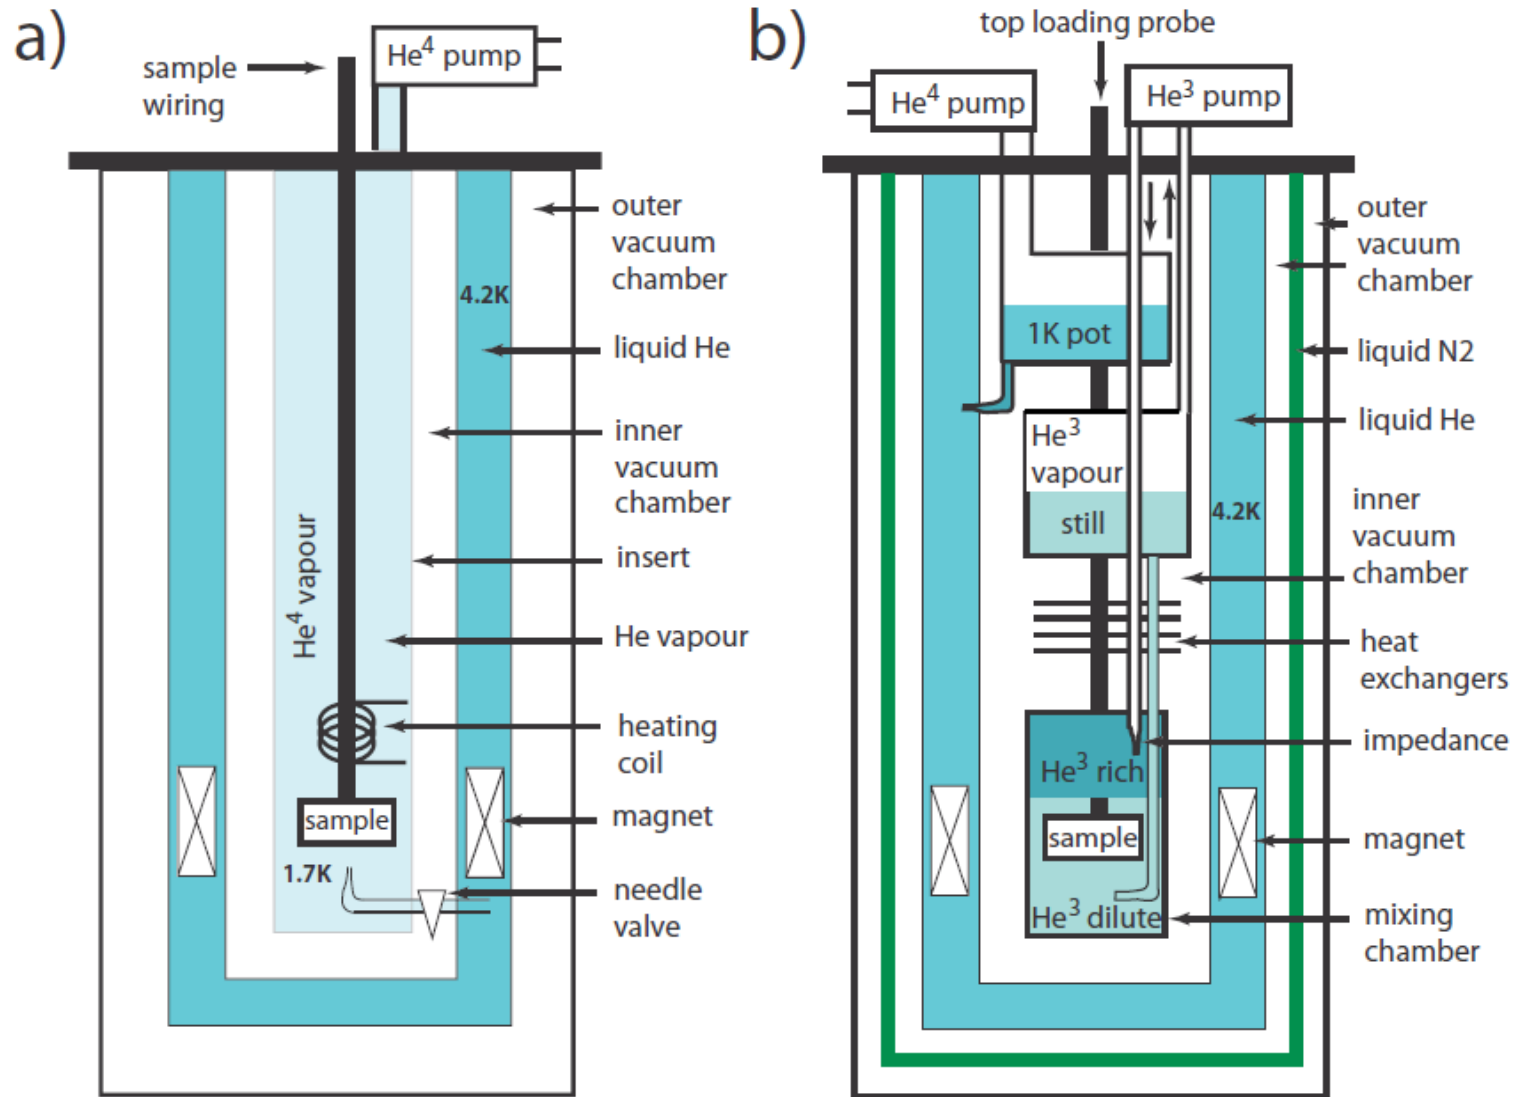 a)
sample
wiring
He⁴ pump
outer
vacuum
chamber
4.2K
liquid He
inner
vacuum
chamber
He⁴ vapour
insert
He vapour
heating
coil
sample
magnet
1.7K
needle
valve
b)
top loading probe
He⁴ pump
He³ pump
outer
vacuum
chamber
1K pot
liquid N2
liquid He
He³
vapour
still
4.2K
inner
vacuum
chamber
heat
exchangers
impedance
He³ rich
sample
magnet
He³ dilute
mixing
chamber